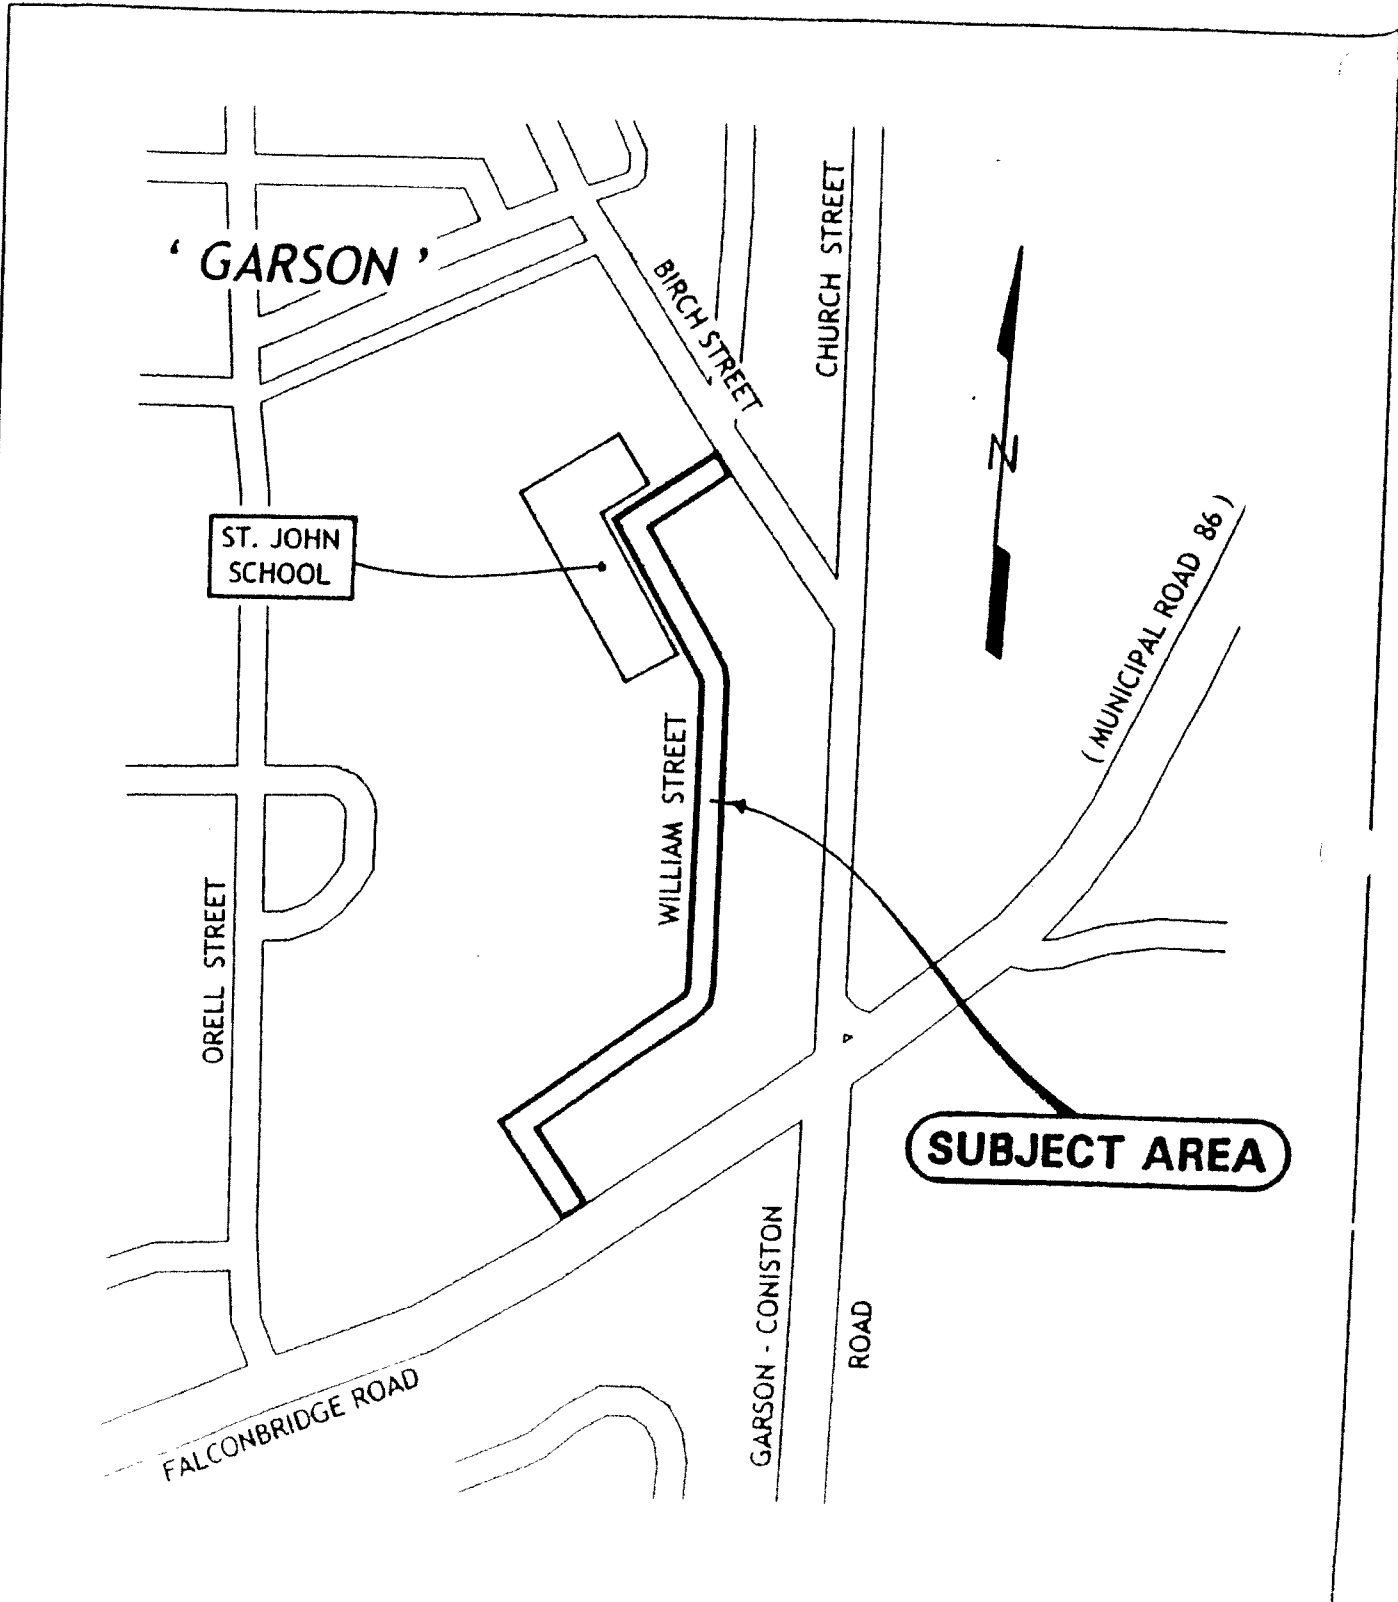 ‘ GARSON ’
BIRCH STREET
CHURCH STREET
N
ST. JOHN
SCHOOL
( MUNICIPAL ROAD 86 )
WILLIAM STREET
ORELL STREET
SUBJECT AREA
GARSON - CONISTON
ROAD
FALCONBRIDGE ROAD